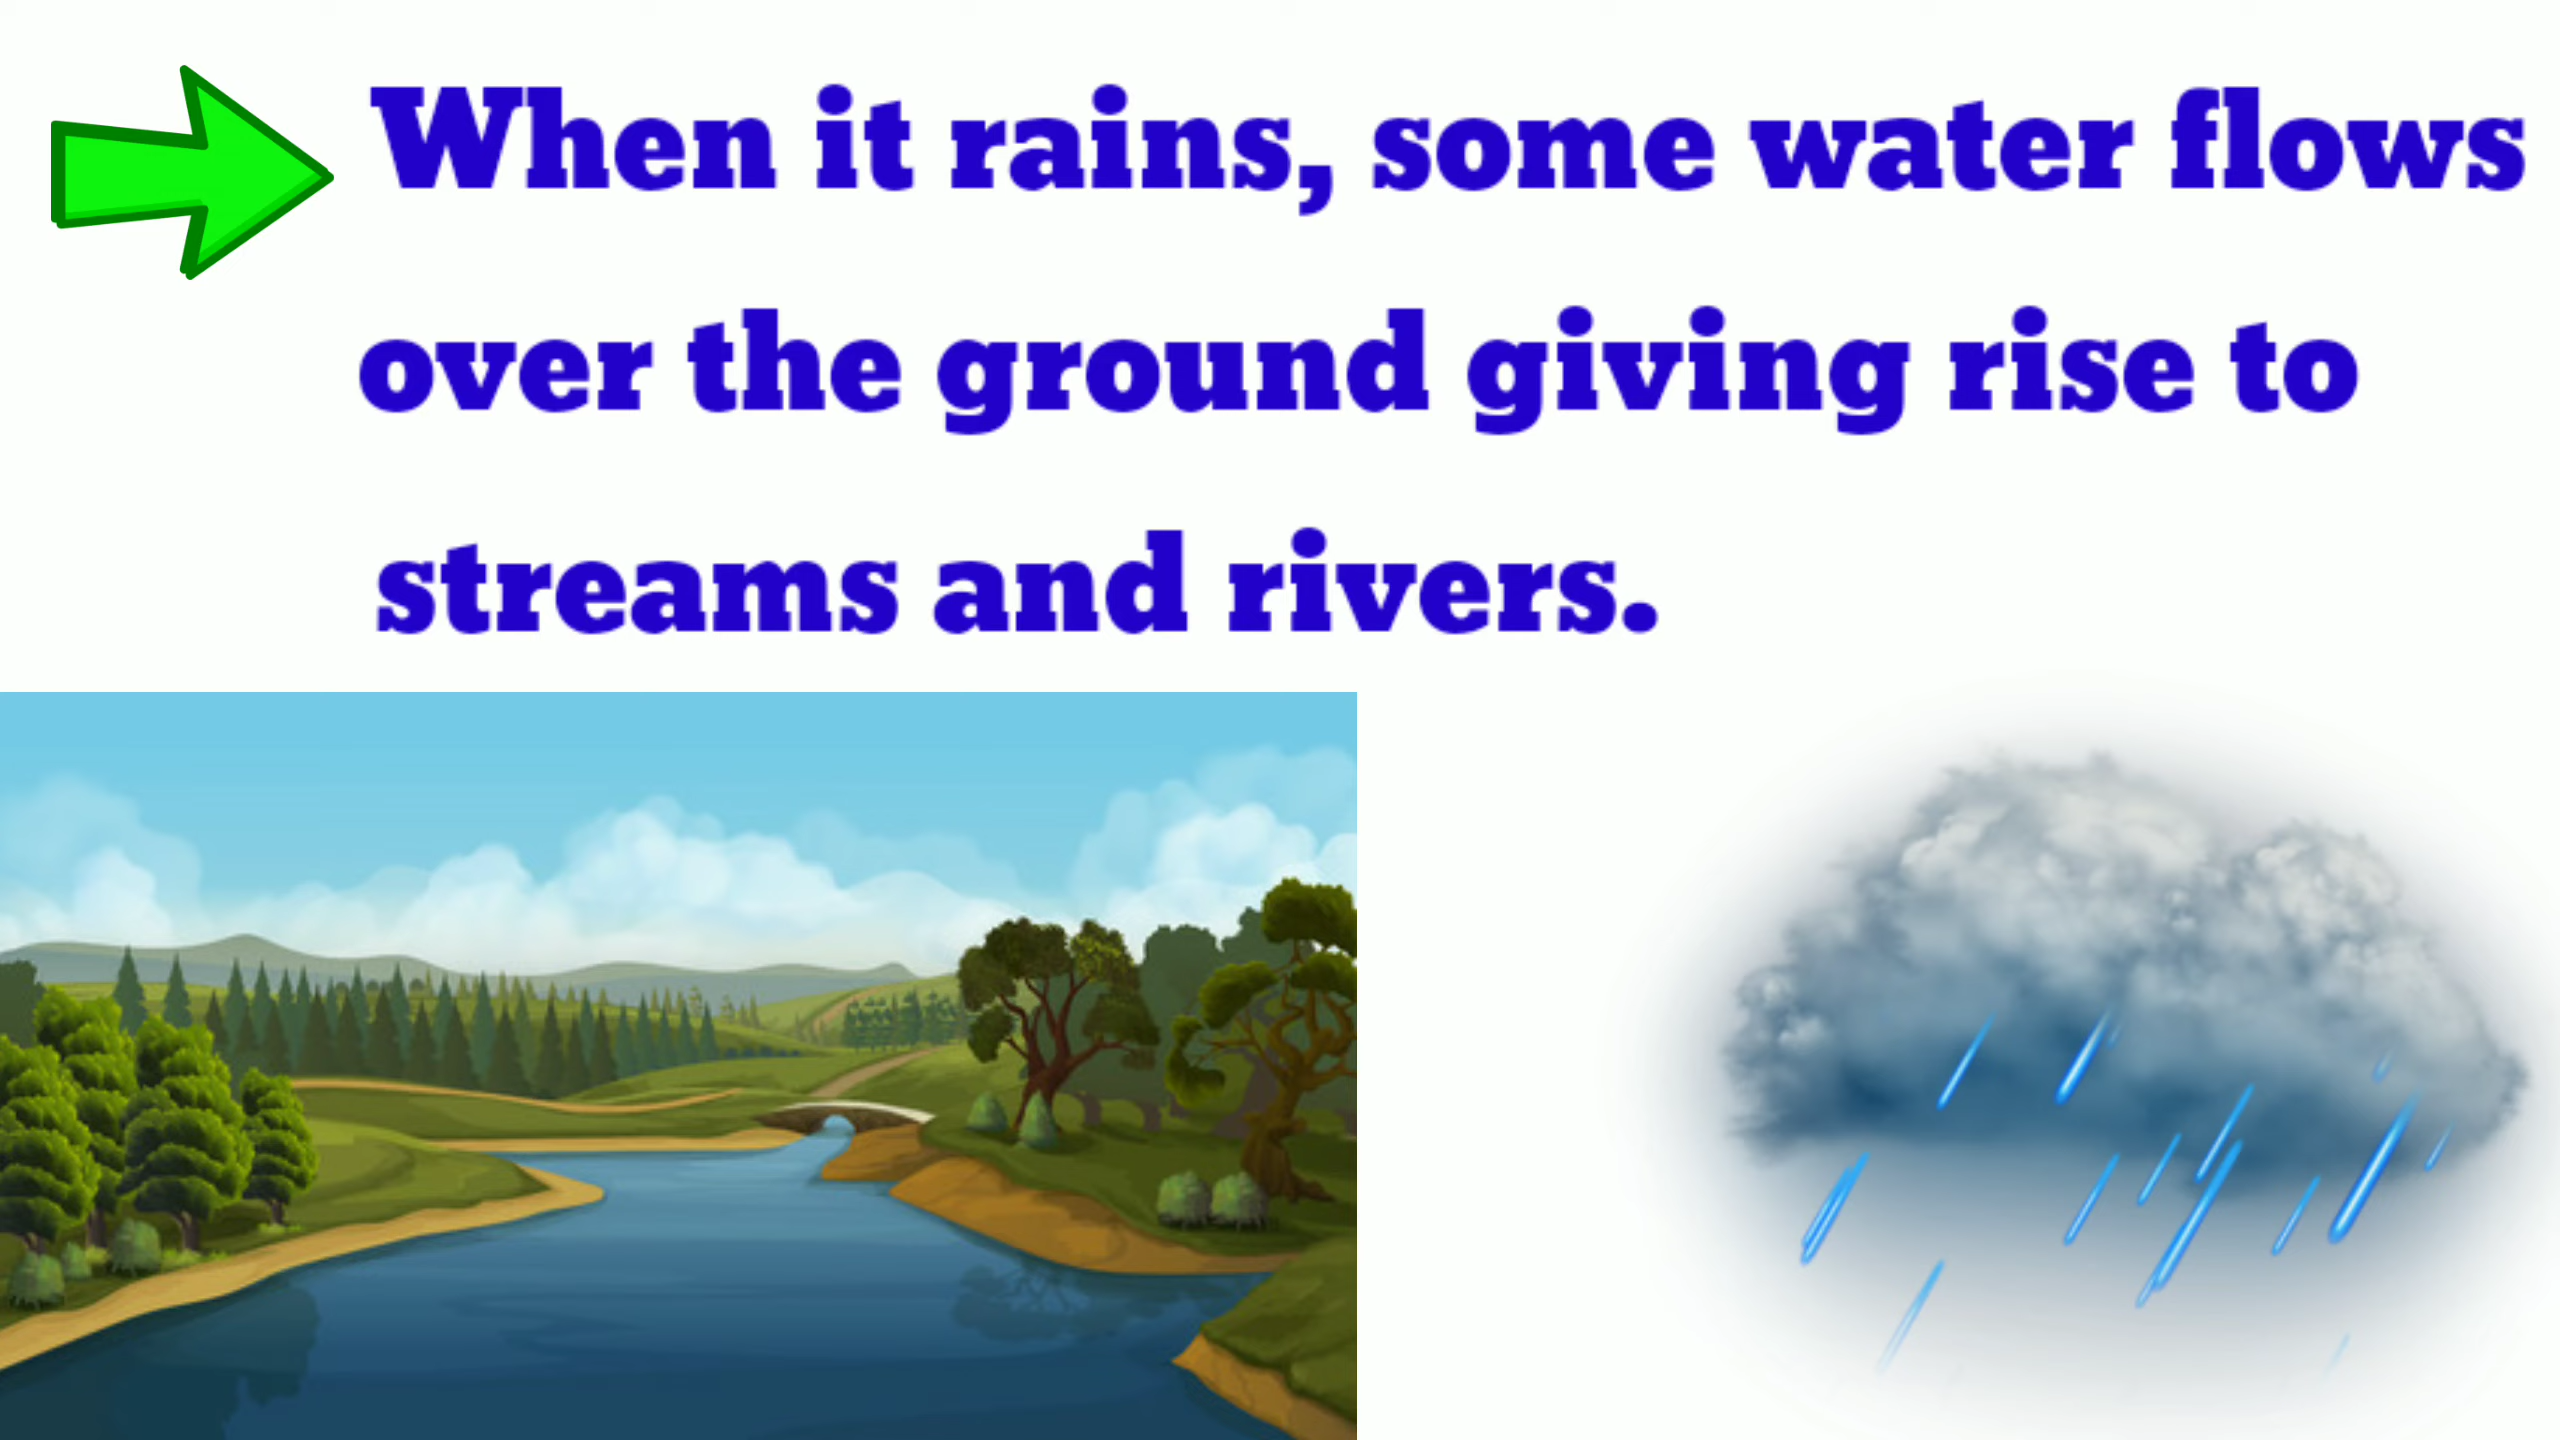 When it rains, some water flows
over the ground giving rise to
streams and rivers.